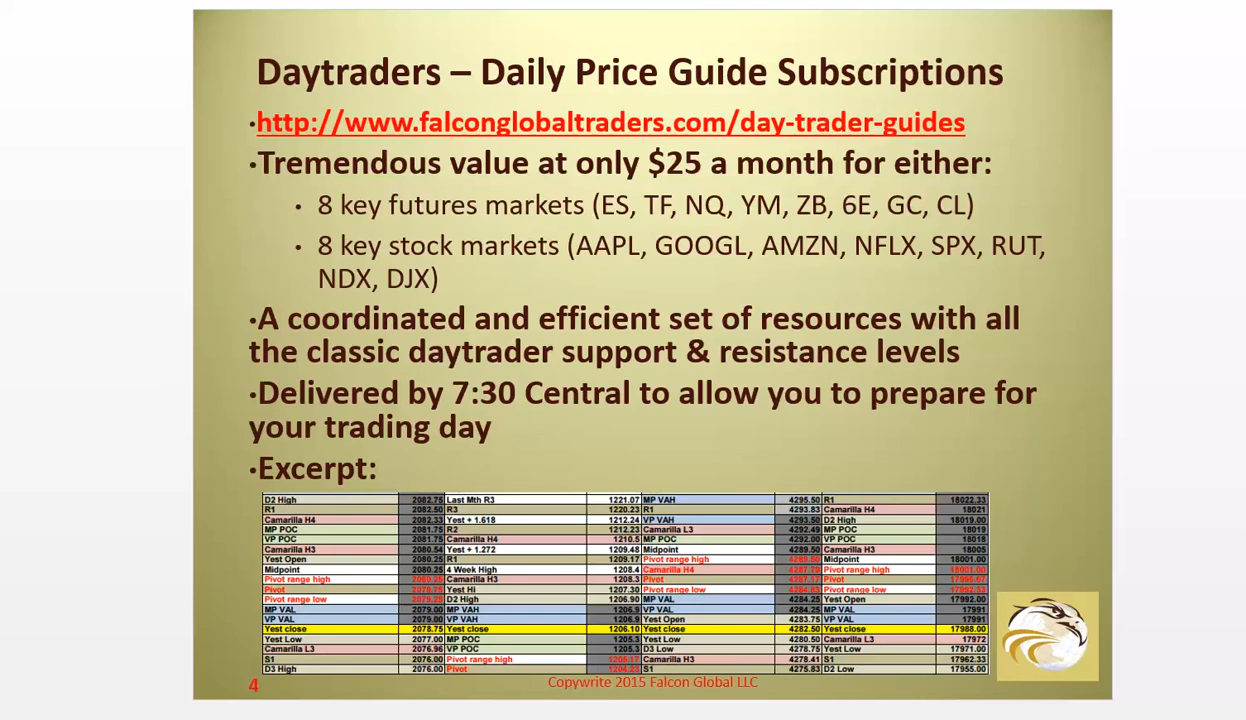 Daytraders – Daily Price Guide Subscriptions
•http://www.falconglobaltraders.com/day-trader-guides
•Tremendous value at only $25 a month for either:
• 8 key futures markets (ES, TF, NQ, YM, ZB, 6E, GC, CL)
• 8 key stock markets (AAPL, GOOGL, AMZN, NFLX, SPX, RUT,
NDX, DJX)
•A coordinated and efficient set of resources with all
the classic daytrader support & resistance levels
•Delivered by 7:30 Central to allow you to prepare for
your trading day
•Excerpt:
D2 High 2082.75 Last Mth R3 1221.07 MP VAH 4295.50 R1 18022.33
R1 2082.50 R3 1220.23 R1 4293.83 Camarilla H4 18021
Camarilla H4 2082.33 Yest + 1.618 1212.24 VP VAH 4293.50 D2 High 18019.00
MP POC 2081.75 R2 1212.23 Camarilla L3 4292.49 MP POC 18019
VP POC 2081.75 Camarilla H4 1210.5 MP POC 4292.00 VP POC 18018
Camarilla H3 2080.54 Yest + 1.272 1209.48 Midpoint 4289.50 Camarilla H3 18005
Yest Open 2080.25 R1 1209.17 Pivot range high 4289.50 Midpoint 18001.00
Midpoint 2080.25 4 Week High 1208.4 Camarilla H4 Pivot range high 18001.00
Pivot range high 2080.25 Camarilla H3 1208.3 Pivot 4287.17 Pivot
Pivot Yest Hi 1207.30 Pivot range low Pivot range low
Pivot range low D2 High 1206.90 MP VAL 4284.25 Yest Open 17992.00
MP VAL 2079.00 MP VAH 1206.9 VP VAL 4284.25 MP VAL 17991
VP VAL 2079.00 VP VAH 1206.9 Yest Open 4283.75 VP VAL 17991
Yest close 2078.75 Yest close 1206.10 Yest close 4282.50 Yest close 17988.00
Yest Low 2077.00 MP POC 1205.3 Yest Low 4280.50 Camarilla L3 17972
Camarilla L3 2076.96 VP POC 1205.3 D3 Low 4278.75 Yest Low 17971.00
S1 2076.00 Pivot range high Camarilla H3 4278.41 S1 17962.33
D3 High 2076.00 Pivot S1 4275.83 D2 Low 17955.00
4 Copywrite 2015 Falcon Global LLC